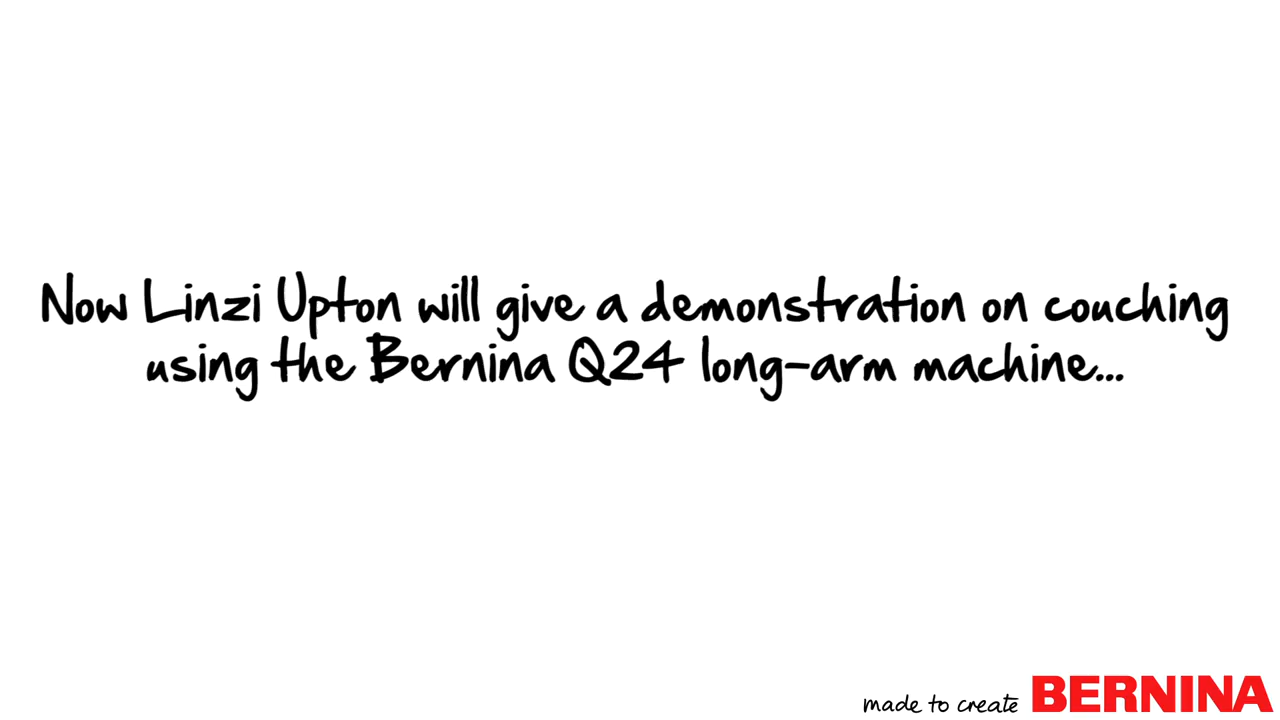 Now Linzi Upton will give a demonstration on couching
using the Bernina Q24 long-arm machine...
made to create BERNINA